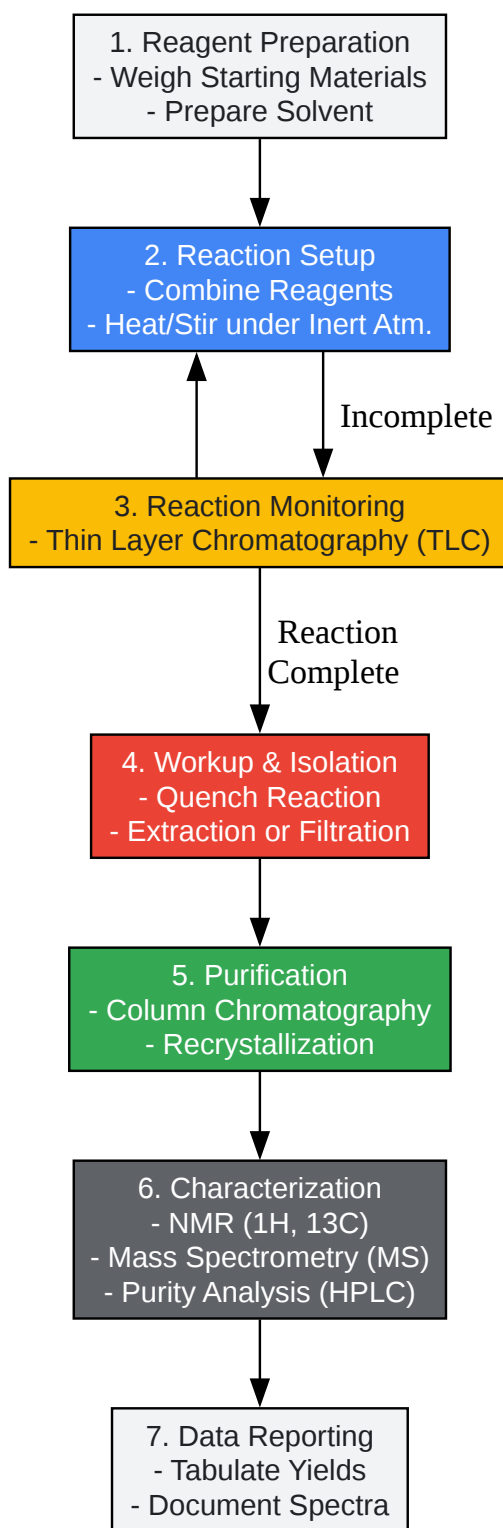 1. Reagent Preparation
- Weigh Starting Materials
- Prepare Solvent
2. Reaction Setup
- Combine Reagents
- Heat/Stir under Inert Atm.
Incomplete
3. Reaction Monitoring
- Thin Layer Chromatography (TLC)
Reaction
Complete
4. Workup & Isolation
- Quench Reaction
- Extraction or Filtration
5. Purification
- Column Chromatography
- Recrystallization
6. Characterization
- NMR (1H, 13C)
- Mass Spectrometry (MS)
- Purity Analysis (HPLC)
7. Data Reporting
- Tabulate Yields
- Document Spectra